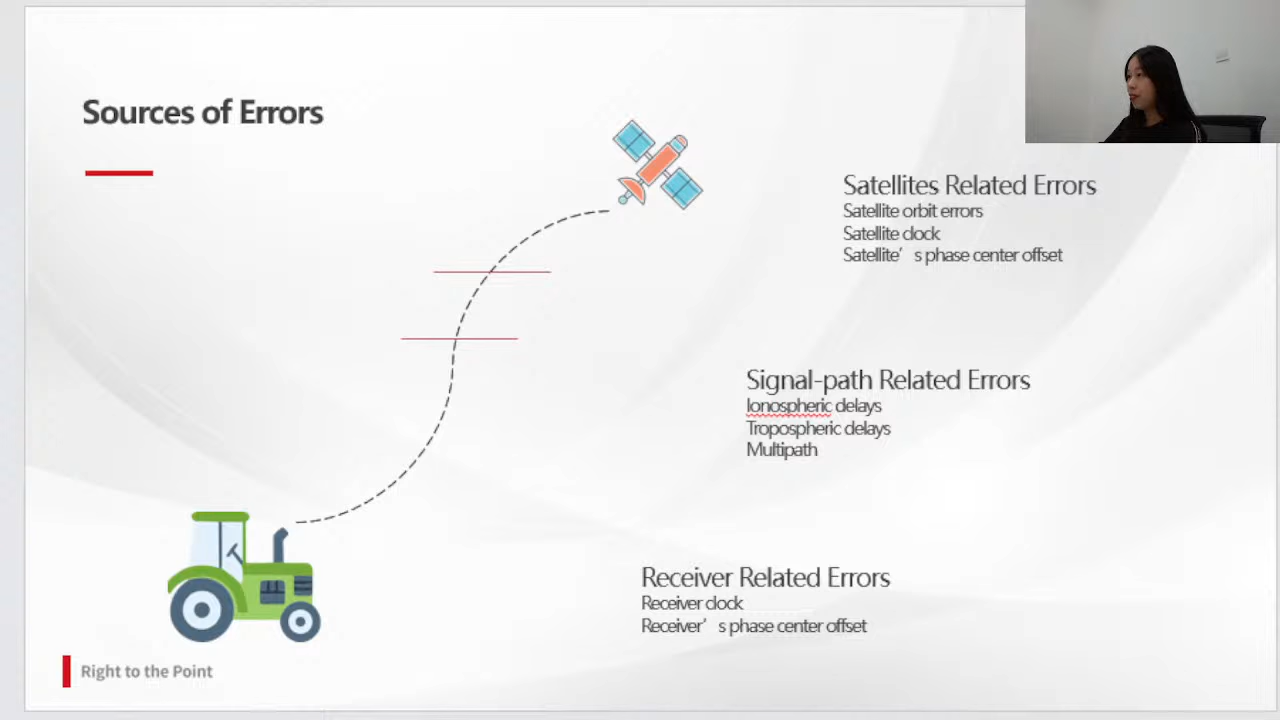 Sources of Errors
Satellites Related Errors
Satellite orbit errors
Satellite clock
Satellite’s phase center offset
Signal-path Related Errors
Ionospheric delays
Tropospheric delays
Multipath
Receiver Related Errors
Receiver clock
Receiver’s phase center offset
Right to the Point